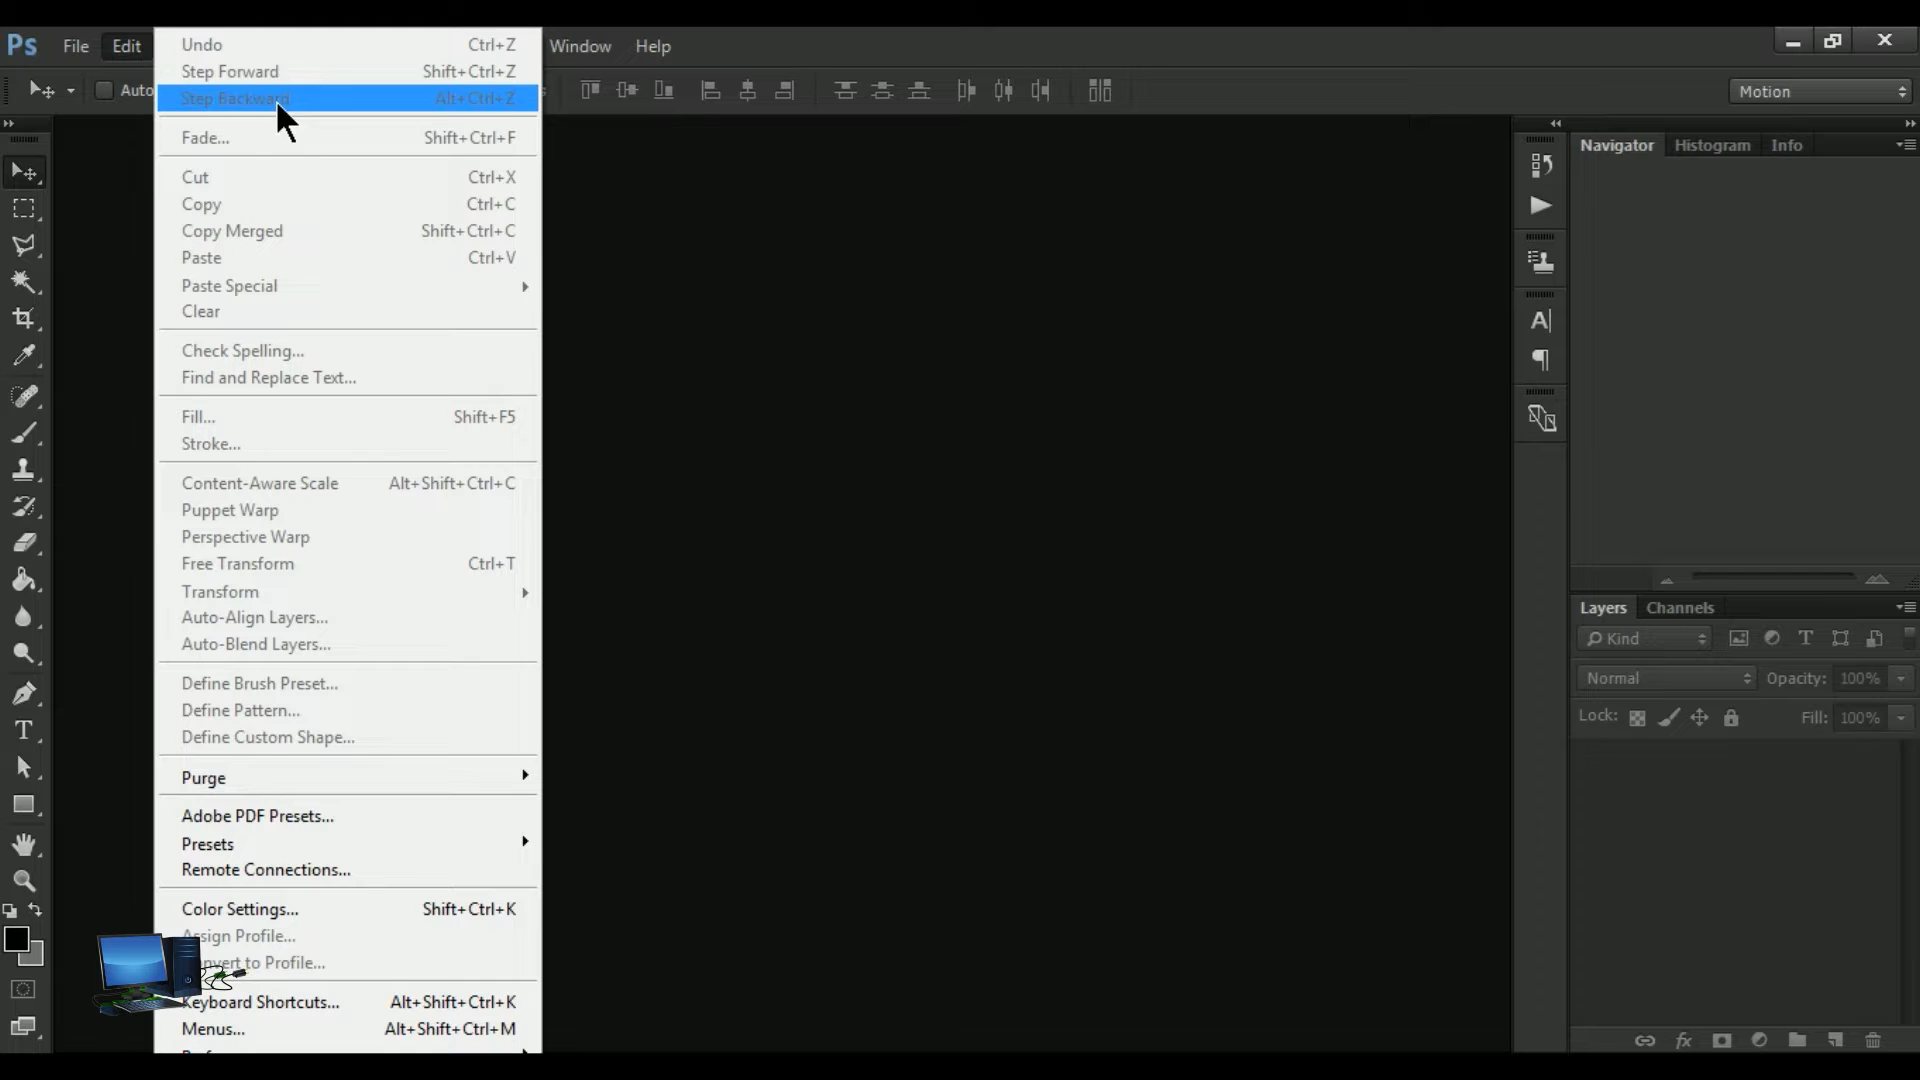 Ps File Edit Window Help
Auto
Motion
Undo Ctrl+Z
Step Forward Shift+Ctrl+Z
Step Backward Alt+Ctrl+Z
Fade... Shift+Ctrl+F
Cut Ctrl+X
Copy Ctrl+C
Copy Merged Shift+Ctrl+C
Paste Ctrl+V
Paste Special
Clear
Check Spelling...
Find and Replace Text...
Fill... Shift+F5
Stroke...
Content-Aware Scale Alt+Shift+Ctrl+C
Puppet Warp
Perspective Warp
Free Transform Ctrl+T
Transform
Auto-Align Layers...
Auto-Blend Layers...
Define Brush Preset...
Define Pattern...
Define Custom Shape...
Purge
Adobe PDF Presets...
Presets
Remote Connections...
Color Settings... Shift+Ctrl+K
Assign Profile...
nvert to Profile...
Keyboard Shortcuts... Alt+Shift+Ctrl+K
Menus... Alt+Shift+Ctrl+M
Navigator Histogram Info
Layers Channels
Kind
Normal Opacity: 100%
Lock: Fill: 100%